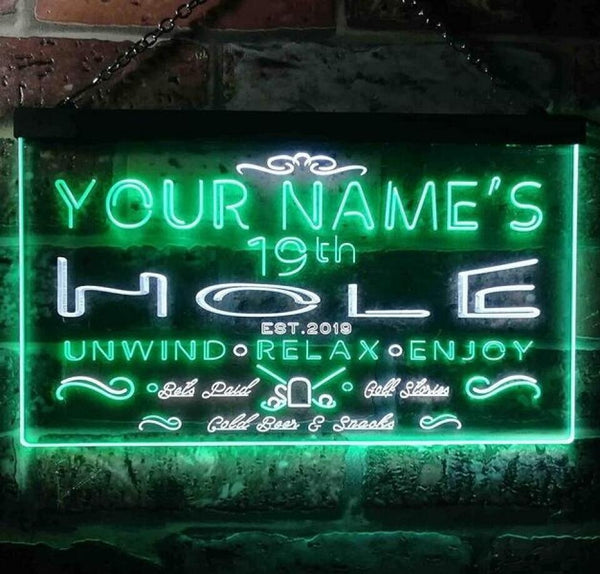 YOUR NAME'S
19th
HOLE
EST.2019
UNWIND • RELAX • ENJOY
Bets Paid Golf Stories
Cold Beer & Snacks